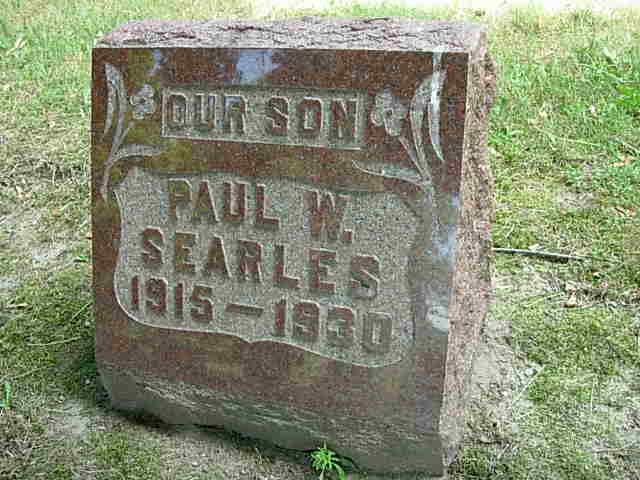 OUR SON
PAUL W.
SEARLES
1915–1930